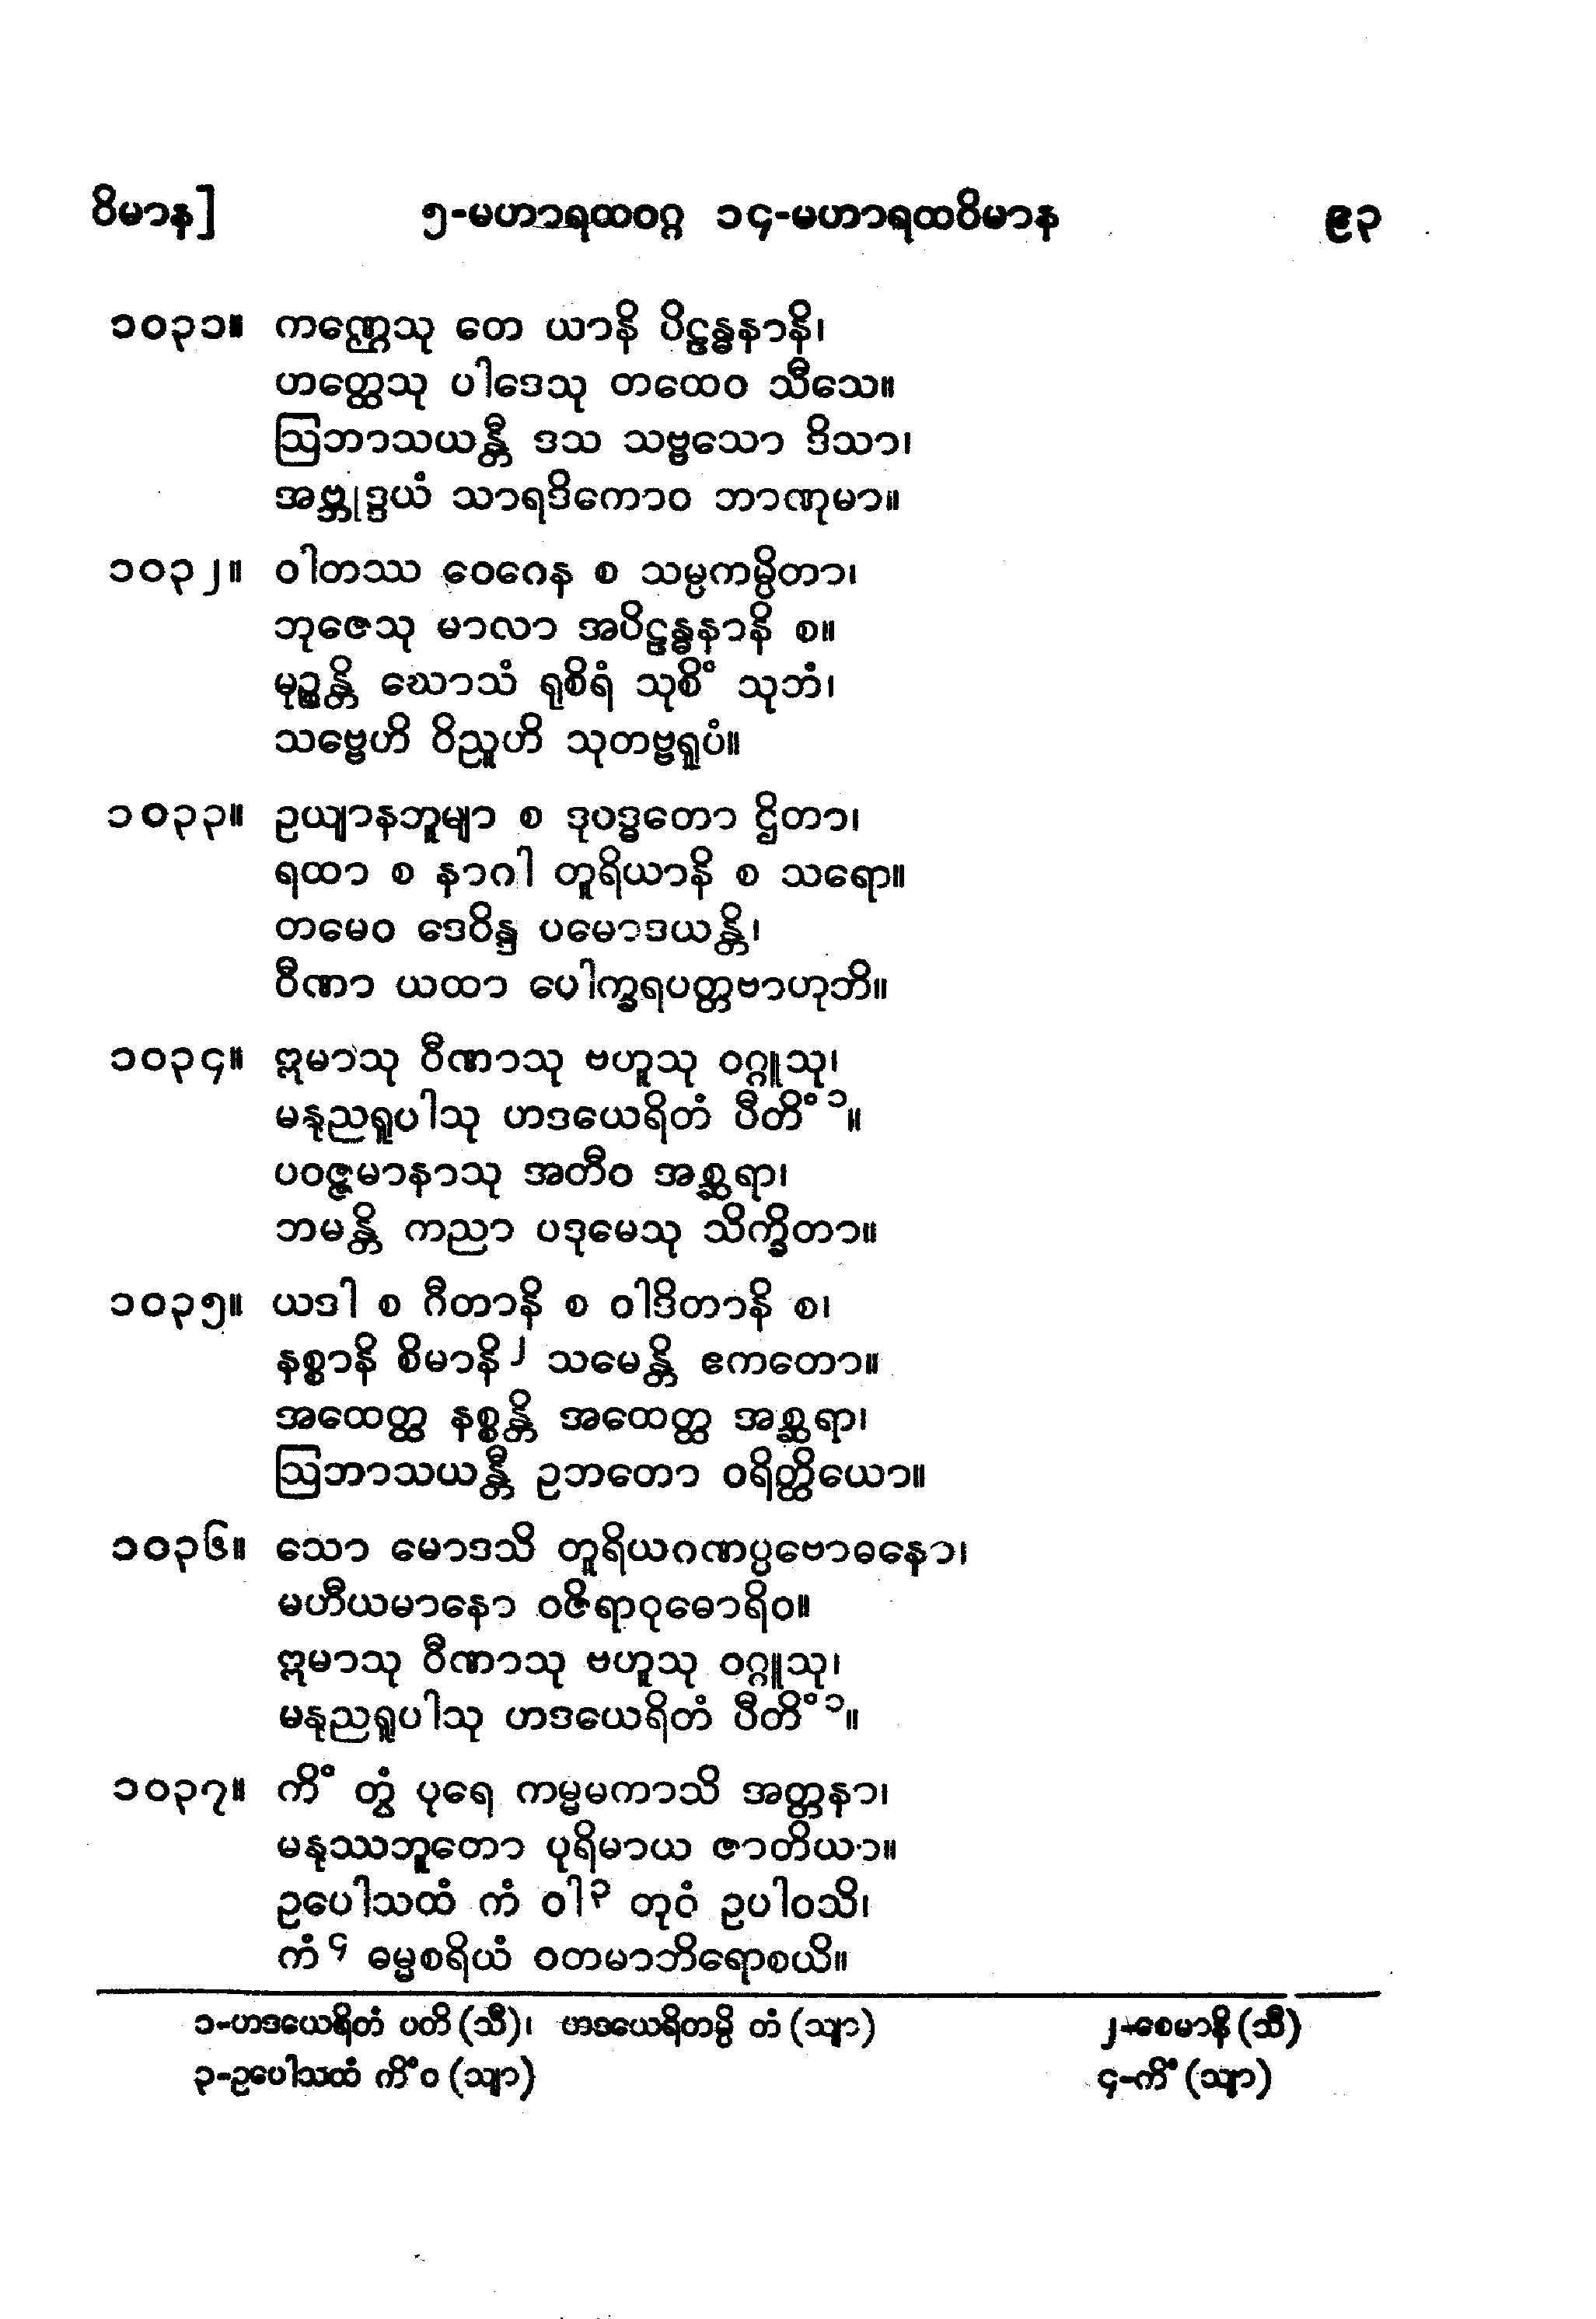 ဝိမာန]
၅-မဟာရထဝဂ္ဂ ၁၄-မဟာရထဝိမာန
၉၃
၁၀၃၁။ ကဏ္ဌေသု တေ ယာနိ ပိဠန္ဓနာနိ၊
ဟတ္ထေသု ပါဒေသု တထေဝ သီသေ။
ဩဘာသယန္တီ ဒသ သဗ္ဗသော ဒိသာ၊
အဗ္ဘုဒ္ဒယံ သာရဒိကောဝ ဘာဏုမာ။
၁၀၃၂။ ဝါတဿ ဝေဂေန စ သမ္ပကမ္ပိတာ၊
ဘုဇေသု မာလာ အပိဠန္ဓနာနိ စ။
မုဉ္စန္တိ ဃောသံ ရုစိရံ သုစိံ သုဘံ၊
သဗ္ဗေဟိ ဝိညူဟိ သုတဗ္ဗရူပံ။
၁၀၃၃။ ဥယျာနဘူမျာ စ ဒုဝဒ္ဓတော ဌိတာ၊
ရထာ စ နာဂါ တူရိယာနိ စ သရော။
တမေဝ ဒေဝိန္ဒ ပမောဒယန္တိ၊
ဝီဏာ ယထာ ပေါက္ခရပတ္တဗာဟုဘိ။
၁၀၃၄။ ဣမာသု ဝီဏာသု ဗဟူသု ဝဂ္ဂူသု၊
မနုညရူပါသု ဟဒယေရိတံ ပီတိံ ၁။
ပဝဇ္ဇမာနာသု အတီဝ အစ္ဆရာ၊
ဘမန္တိ ကညာ ပဒုမေသု သိက္ခိတာ။
၁၀၃၅။ ယဒါ စ ဂီတာနိ စ ဝါဒိတာနိ စ၊
နစ္စာနိ စိမာနိ ၂ သမေန္တိ ဧကတော။
အထေတ္ထ နစ္စန္တိ အထေတ္ထ အစ္ဆရာ၊
ဩဘာသယန္တီ ဥဘတော ဝရိတ္ထိယော။
၁၀၃၆။ သော မောဒသိ တူရိယဂဏပ္ပဗောဓနော၊
မဟီယမာနော ဝဇိရာဝုဓောရိဝ။
ဣမာသု ဝီဏာသု ဗဟူသု ဝဂ္ဂူသု၊
မနုညရူပါသု ဟဒယေရိတံ ပီတိံ ၁။
၁၀၃၇။ ကိံ တွံ ပုရေ ကမ္မမကာသိ အတ္တနာ၊
မနုဿဘူတော ပုရိမာယ ဇာတိယာ။
ဥပေါသထံ ကံ ဝါ ၃ တုဝံ ဥပါဝသိ၊
ကံ ၄ ဓမ္မစရိယံ ဝတမာဘိရောစယိ။
၁-ဟဒယေရိတံ ပတိ (သီ)၊ ဟဒယေရိတမ္ပိ တံ (သျာ) ၂-စေမာနိ (သီ)
၃-ဥပေါသထံ ကိံ ဝ (သျာ) ၄-ကိံ (သျာ)